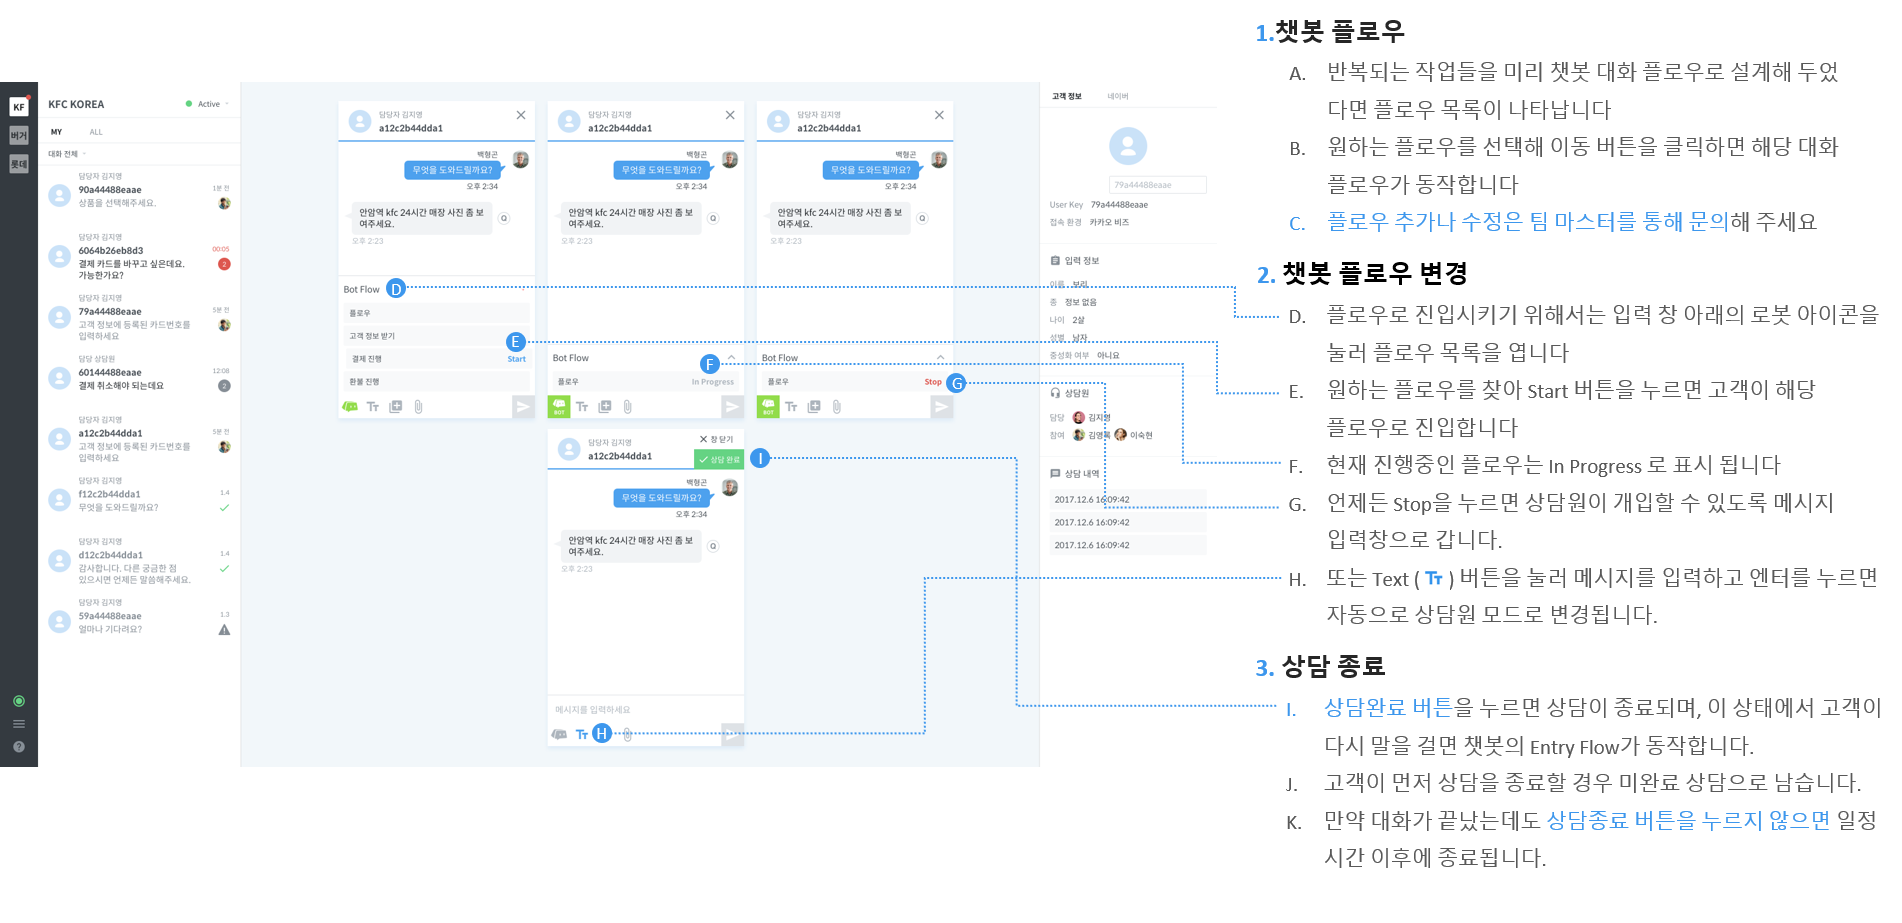 KF
버거
롯데
KFC KOREA
Active
MY
ALL
대화 전체
담당자 김지영
90a44488eaae
1분 전
상품을 선택해주세요.
담당자 김지영
6064b26eb8d3
00:05
결제 카드를 바꾸고 싶은데요.
2
가능한가요?
담당자 김지영
79a44488eaae
5분 전
고객 정보에 등록된 카드번호를
입력하세요
담당 상담원
60144488eaae
12:08
결제 취소해야 되는데요
2
담당자 김지영
a12c2b44dda1
5분 전
고객 정보에 등록된 카드번호를
입력하세요
담당자 김지영
f12c2b44dda1
1.4
무엇을 도와드릴까요?
담당자 김지영
d12c2b44dda1
1.4
감사합니다. 다른 궁금한 점
있으시면 언제든 말씀해주세요.
담당자 김지영
59a44488eaae
1.3
얼마나 기다려요?
담당자 김지영
a12c2b44dda1
백형곤
무엇을 도와드릴까요?
오후 2:34
안암역 kfc 24시간 매장 사진 좀 보
여주세요.
Q
오후 2:23
Bot Flow
D
플로우
고객 정보 받기
E
결제 진행
Start
환불 진행
담당자 김지영
a12c2b44dda1
백형곤
무엇을 도와드릴까요?
오후 2:34
안암역 kfc 24시간 매장 사진 좀 보
여주세요.
Q
오후 2:23
Bot Flow
F
플로우
In Progress
BOT
담당자 김지영
a12c2b44dda1
백형곤
무엇을 도와드릴까요?
오후 2:34
안암역 kfc 24시간 매장 사진 좀 보
여주세요.
Q
오후 2:23
Bot Flow
플로우
Stop
G
BOT
담당자 김지영
a12c2b44dda1
창 닫기
상담 완료
I
백형곤
무엇을 도와드릴까요?
오후 2:34
안암역 kfc 24시간 매장 사진 좀 보
여주세요.
Q
오후 2:23
메시지를 입력하세요
H
고객 정보
네이버
79a44488eaae
User Key 79a44488eaae
접속 환경 카카오 비즈
입력 정보
이름 보리
종 정보 없음
나이 2살
성별 남자
중성화 여부 아니요
상담원
담당 김지영
참여 김영록 이숙현
상담 내역
2017.12.6 16:09:42
2017.12.6 16:09:42
2017.12.6 16:09:42
1.챗봇 플로우
A. 반복되는 작업들을 미리 챗봇 대화 플로우로 설계해 두었
다면 플로우 목록이 나타납니다
B. 원하는 플로우를 선택해 이동 버튼을 클릭하면 해당 대화
플로우가 동작합니다
C. 플로우 추가나 수정은 팀 마스터를 통해 문의해 주세요
2. 챗봇 플로우 변경
D. 플로우로 진입시키기 위해서는 입력 창 아래의 로봇 아이콘을
눌러 플로우 목록을 엽니다
E. 원하는 플로우를 찾아 Start 버튼을 누르면 고객이 해당
플로우로 진입합니다
F. 현재 진행중인 플로우는 In Progress 로 표시 됩니다
G. 언제든 Stop을 누르면 상담원이 개입할 수 있도록 메시지
입력창으로 갑니다.
H. 또는 Text ( TT ) 버튼을 눌러 메시지를 입력하고 엔터를 누르면
자동으로 상담원 모드로 변경됩니다.
3. 상담 종료
I. 상담완료 버튼을 누르면 상담이 종료되며, 이 상태에서 고객이
다시 말을 걸면 챗봇의 Entry Flow가 동작합니다.
J. 고객이 먼저 상담을 종료할 경우 미완료 상담으로 남습니다.
K. 만약 대화가 끝났는데도 상담종료 버튼을 누르지 않으면 일정
시간 이후에 종료됩니다.